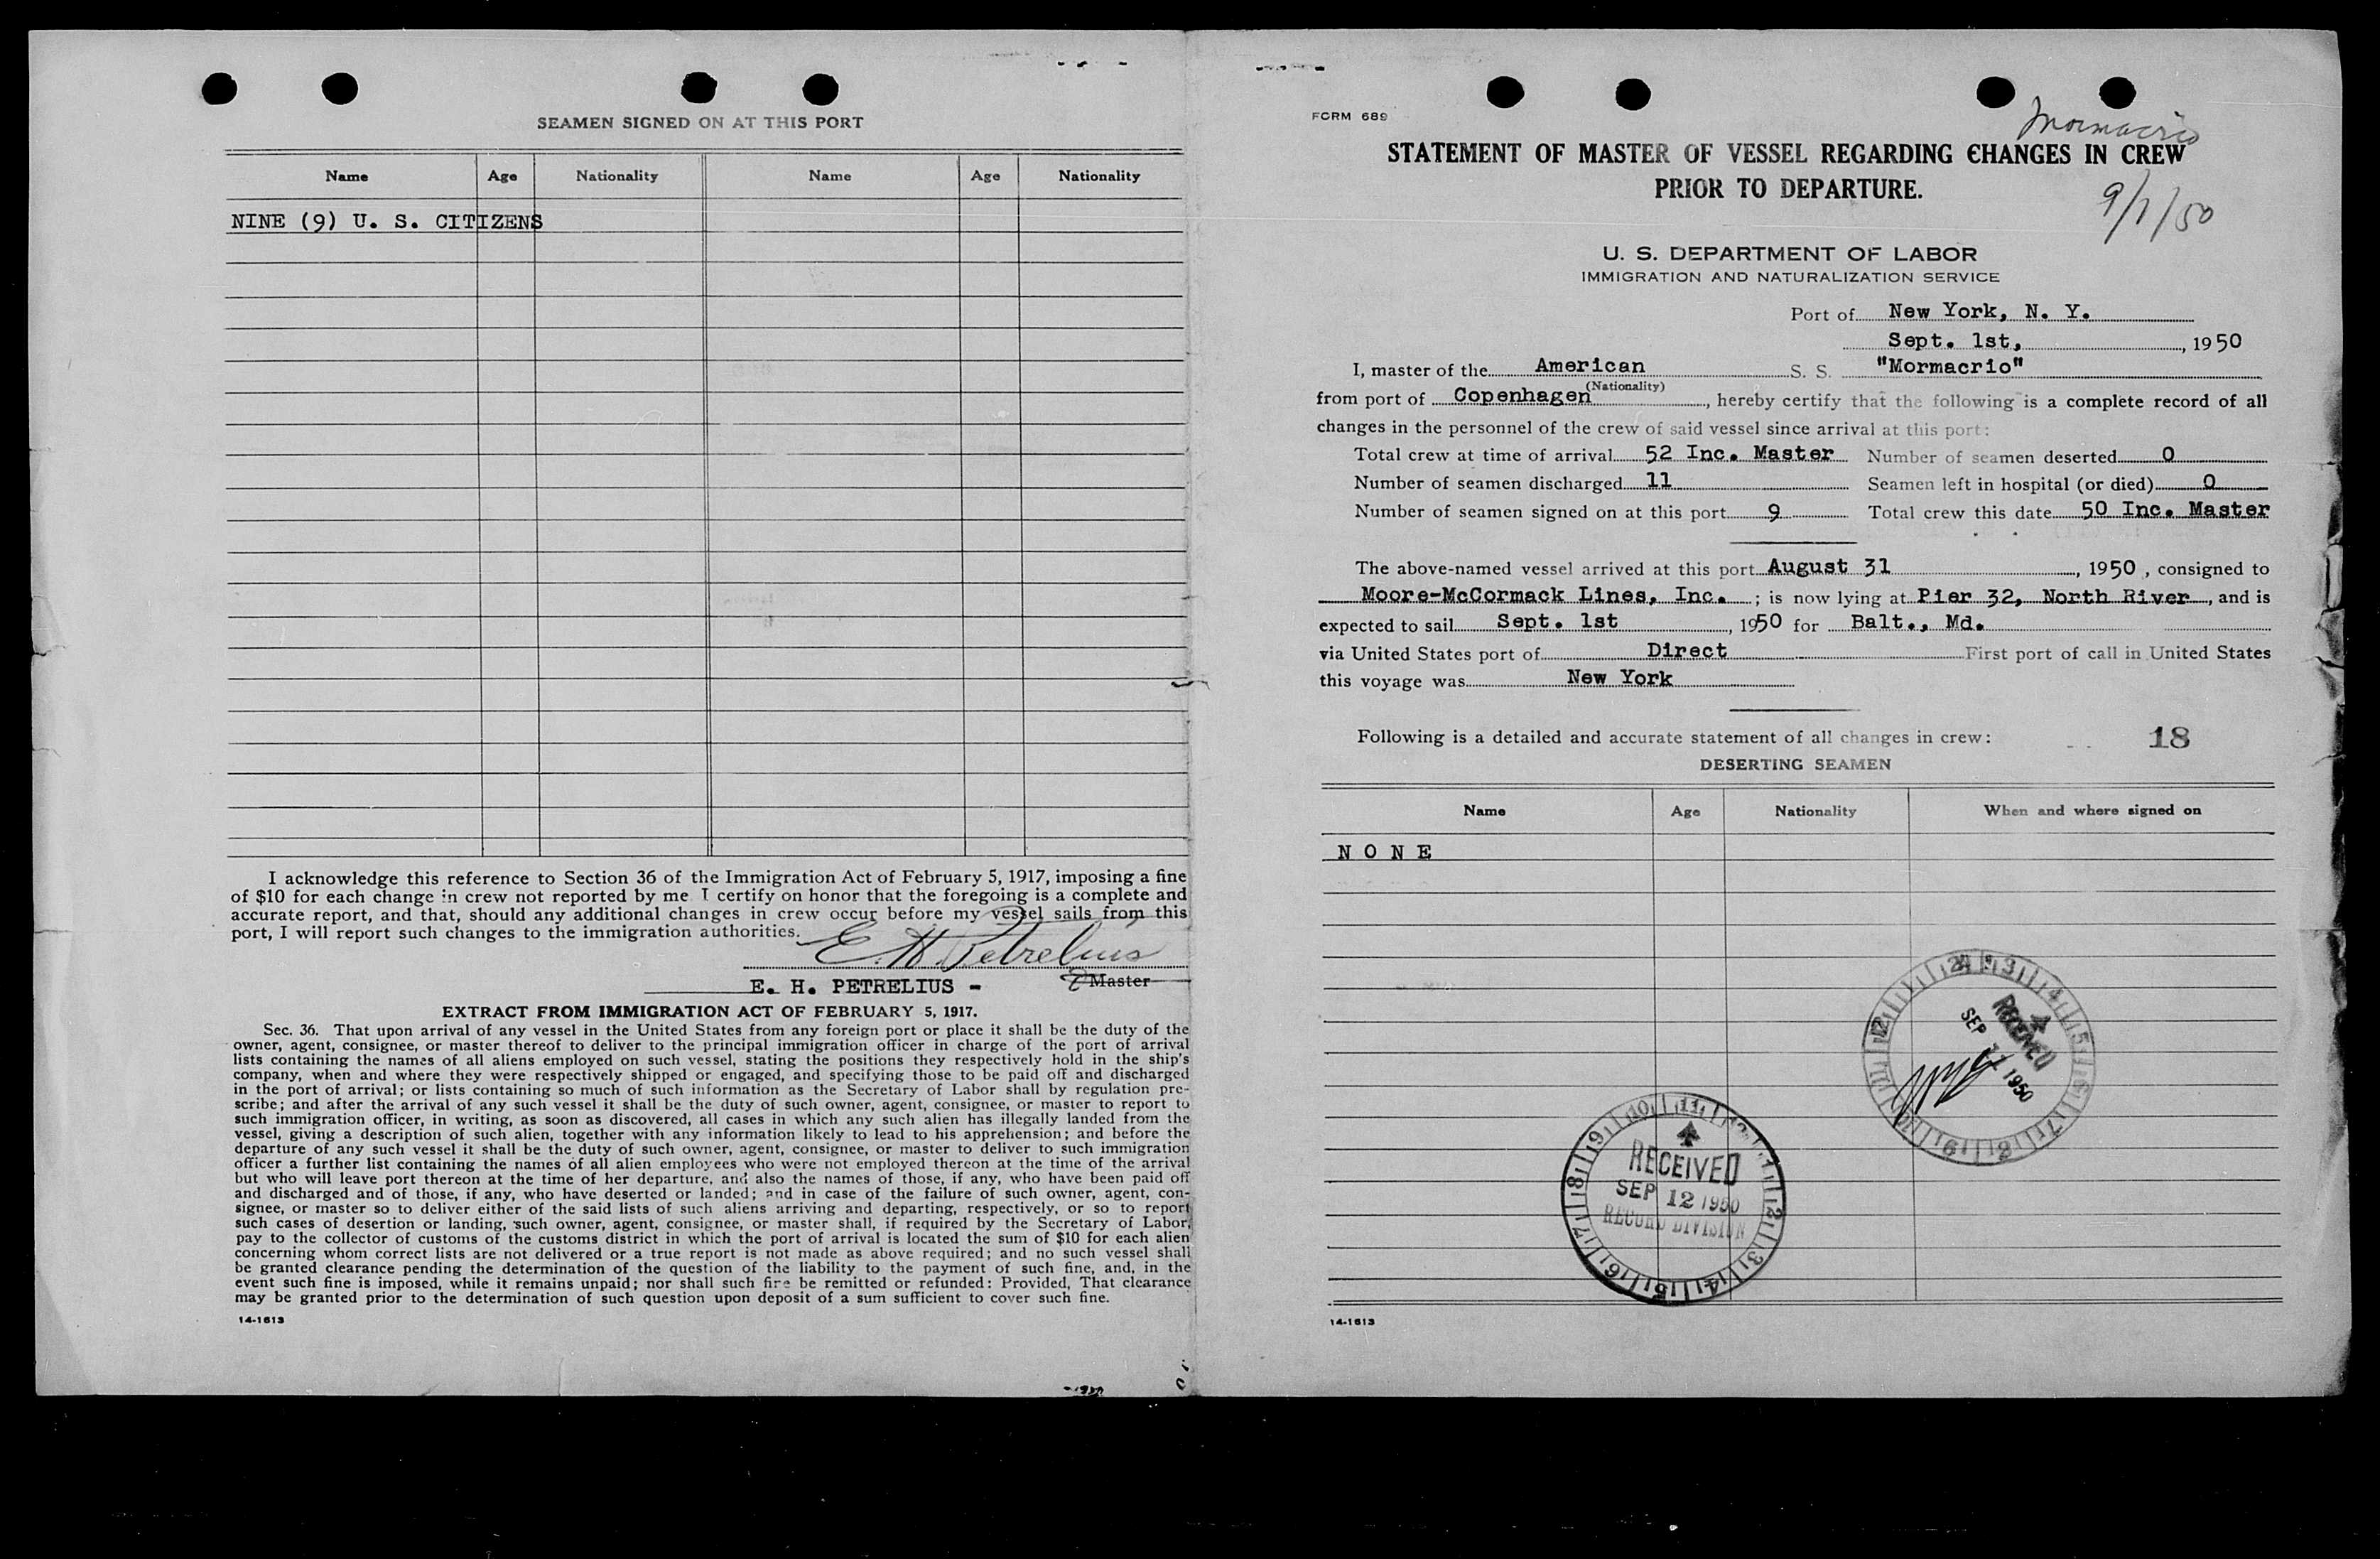 SEAMEN SIGNED ON AT THIS PORT
Name Age Nationality Name Age Nationality
NINE (9) U. S. CITIZENS
I acknowledge this reference to Section 36 of the Immigration Act of February 5, 1917, imposing a fine
of $10 for each change in crew not reported by me I certify on honor that the foregoing is a complete and
accurate report, and that, should any additional changes in crew occur before my vessel sails from this
port, I will report such changes to the immigration authorities.
E. H. Petrelius
E. H. PETRELIUS - Master
EXTRACT FROM IMMIGRATION ACT OF FEBRUARY 5, 1917.
Sec. 36. That upon arrival of any vessel in the United States from any foreign port or place it shall be the duty of the
owner, agent, consignee, or master thereof to deliver to the principal immigration officer in charge of the port of arrival
lists containing the names of all aliens employed on such vessel, stating the positions they respectively hold in the ship's
company, when and where they were respectively shipped or engaged, and specifying those to be paid off and discharged
in the port of arrival; or lists containing so much of such information as the Secretary of Labor shall by regulation pre-
scribe; and after the arrival of any such vessel it shall be the duty of such owner, agent, consignee, or master to report to
such immigration officer, in writing, as soon as discovered, all cases in which any such alien has illegally landed from the
vessel, giving a description of such alien, together with any information likely to lead to his apprehension; and before the
departure of any such vessel it shall be the duty of such owner, agent, consignee, or master to deliver to such immigration
officer a further list containing the names of all alien employees who were not employed thereon at the time of the arrival
but who will leave port thereon at the time of her departure, and also the names of those, if any, who have been paid off
and discharged and of those, if any, who have deserted or landed; and in case of the failure of such owner, agent, con-
signee, or master so to deliver either of the said lists of such aliens arriving and departing, respectively, or so to report
such cases of desertion or landing, such owner, agent, consignee, or master shall, if required by the Secretary of Labor,
pay to the collector of customs of the customs district in which the port of arrival is located the sum of $10 for each alien
concerning whom correct lists are not delivered or a true report is not made as above required; and no such vessel shall
be granted clearance pending the determination of the question of the liability to the payment of such fine, and, in the
event such fine is imposed, while it remains unpaid; nor shall such fine be remitted or refunded: Provided, That clearance
may be granted prior to the determination of such question upon deposit of a sum sufficient to cover such fine.
14-1613
FORM 689
Mormacrio
STATEMENT OF MASTER OF VESSEL REGARDING CHANGES IN CREW
PRIOR TO DEPARTURE.
9/1/50
U. S. DEPARTMENT OF LABOR
IMMIGRATION AND NATURALIZATION SERVICE
Port of New York, N. Y.
Sept. 1st, , 1950
I, master of the American S. S. "Mormacrio"
(Nationality)
from port of Copenhagen , hereby certify that the following is a complete record of all
changes in the personnel of the crew of said vessel since arrival at this port:
Total crew at time of arrival 52 Inc. Master Number of seamen deserted 0
Number of seamen discharged 11 Seamen left in hospital (or died) 0
Number of seamen signed on at this port 9 Total crew this date 50 Inc. Master
The above-named vessel arrived at this port August 31 , 1950 , consigned to
Moore-McCormack Lines, Inc. ; is now lying at Pier 32, North River , and is
expected to sail Sept. 1st , 1950 for Balt., Md.
via United States port of Direct First port of call in United States
this voyage was New York
Following is a detailed and accurate statement of all changes in crew: 18
DESERTING SEAMEN
Name Age Nationality When and where signed on
N O N E
RECEIVED
SEP 1950
RECEIVED
SEP 12 1950
RECORD DIVISION
14-1613